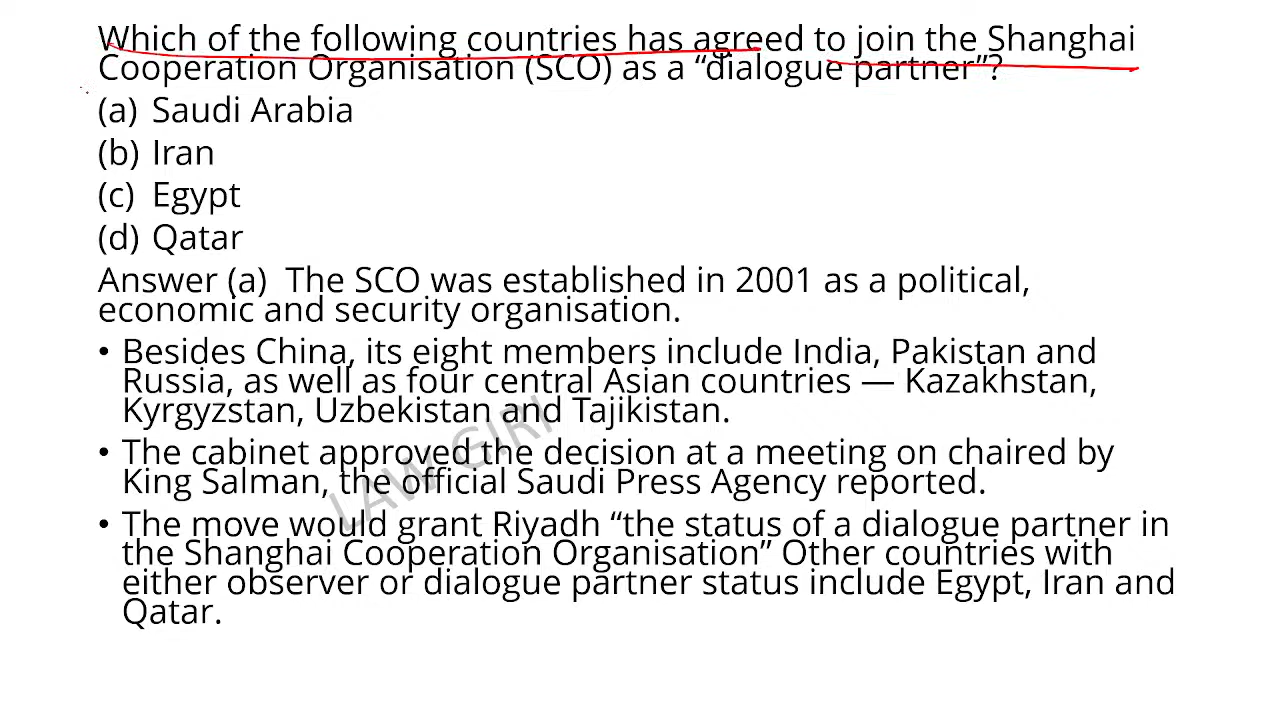 Which of the following countries has agreed to join the Shanghai
Cooperation Organisation (SCO) as a “dialogue partner”?
(a) Saudi Arabia
(b) Iran
(c) Egypt
(d) Qatar
Answer (a) The SCO was established in 2001 as a political,
economic and security organisation.
• Besides China, its eight members include India, Pakistan and
Russia, as well as four central Asian countries — Kazakhstan,
Kyrgyzstan, Uzbekistan and Tajikistan.
• The cabinet approved the decision at a meeting on chaired by
King Salman, the official Saudi Press Agency reported.
• The move would grant Riyadh “the status of a dialogue partner in
the Shanghai Cooperation Organisation” Other countries with
either observer or dialogue partner status include Egypt, Iran and
Qatar.
LAW GIRI